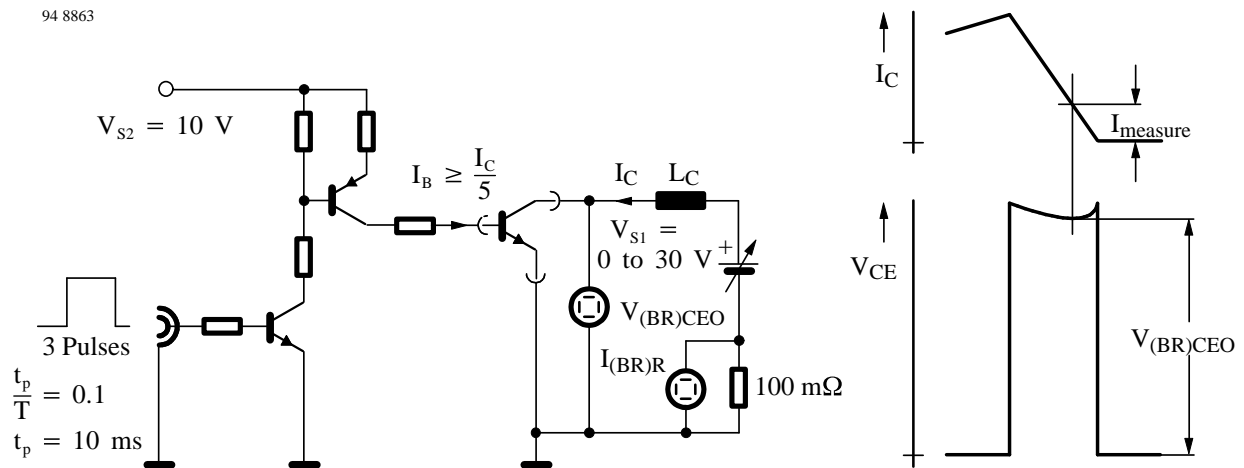 94 8863
V_S2 = 10 V
I_B ≥ I_C/5
I_C
L_C
V_S1 =
0 to 30 V
+
V_(BR)CEO
I_(BR)R
100 mΩ
3 Pulses
t_p/T = 0.1
t_p = 10 ms
I_C
I_measure
V_CE
V_(BR)CEO